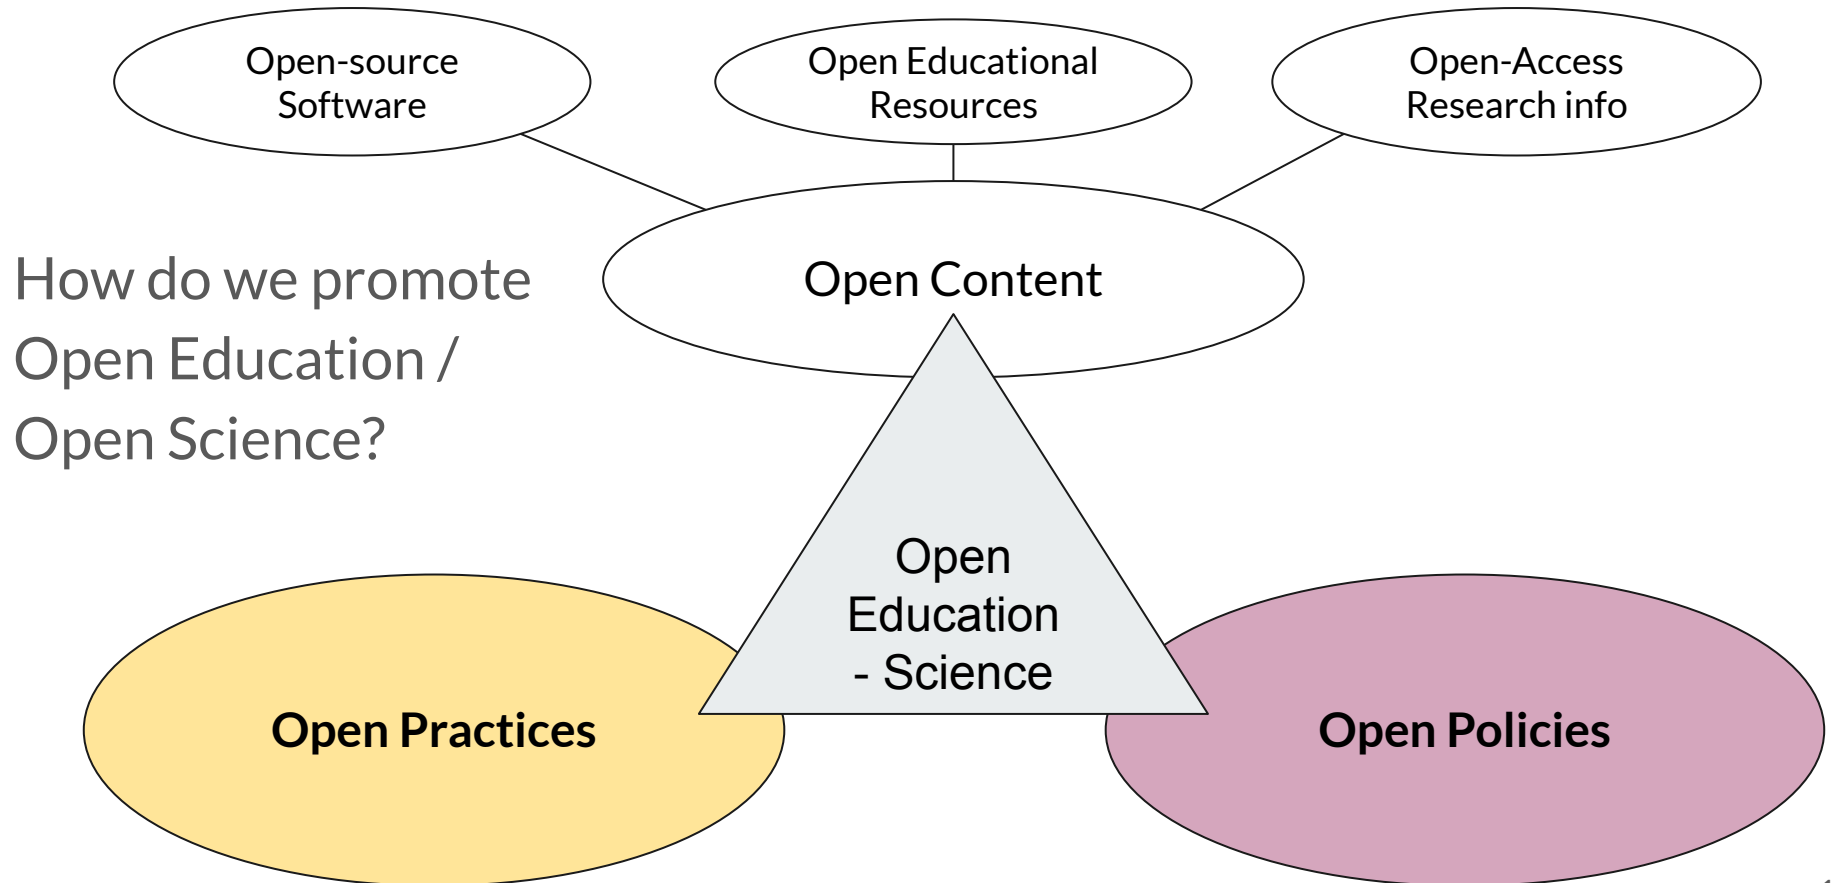 Open-source
Software
Open Educational
Resources
Open-Access
Research info
How do we promote
Open Education /
Open Science?
Open Content
Open
Education
- Science
Open Practices
Open Policies